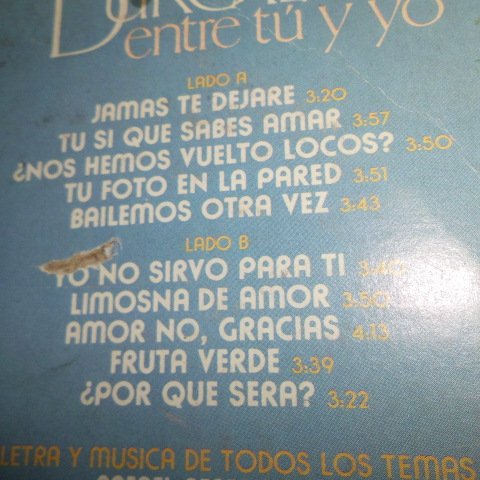 entre tú y yo
LADO A
JAMAS TE DEJARE 3:20
TU SI QUE SABES AMAR 3:57
¿NOS HEMOS VUELTO LOCOS? 3:50
TU FOTO EN LA PARED 3:51
BAILEMOS OTRA VEZ 3:43
LADO B
YO NO SIRVO PARA TI
LIMOSNA DE AMOR 3:50
AMOR NO, GRACIAS 4:13
FRUTA VERDE 3:39
¿POR QUE SERA? 3:22
LETRA Y MUSICA DE TODOS LOS TEMAS